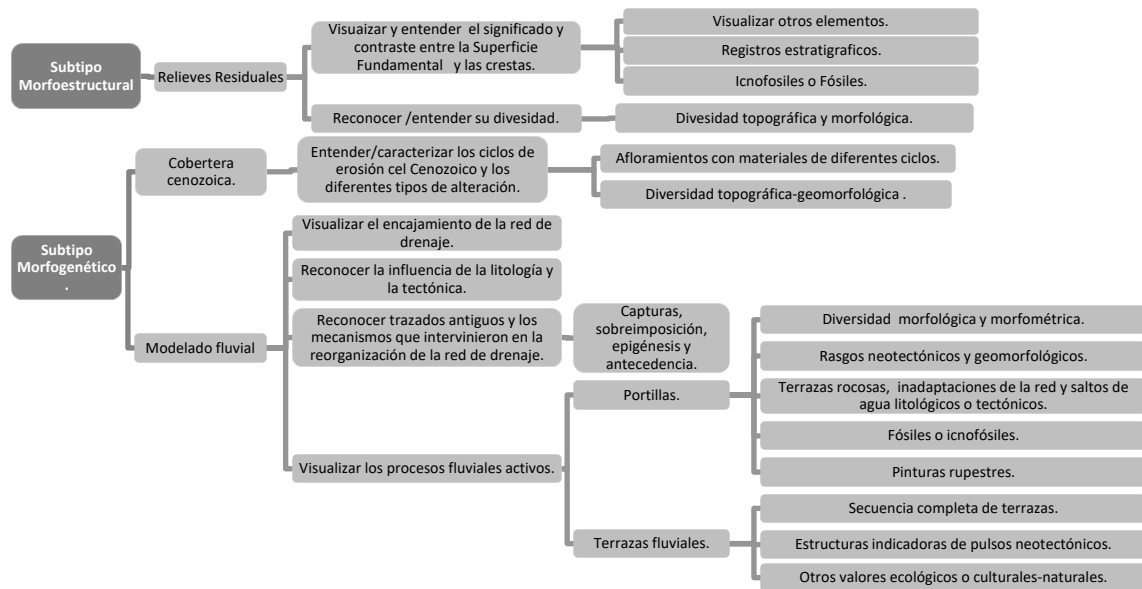 Subtipo
Morfoestructural
Relieves Residuales
Visuaizar y entender el significado y
contraste entre la Superficie
Fundamental y las crestas.
Visualizar otros elementos.
Registros estratigraficos.
Icnofosiles o Fósiles.
Reconocer /entender su divesidad.
Divesidad topográfica y morfológica.
Subtipo
Morfogenético
.
Cobertera
cenozoica.
Entender/caracterizar los ciclos de
erosión cel Cenozoico y los
diferentes tipos de alteración.
Afloramientos con materiales de diferentes ciclos.
Diversidad topográfica-geomorfológica .
Modelado fluvial
Visualizar el encajamiento de la red de
drenaje.
Reconocer la influencia de la litología y
la tectónica.
Reconocer trazados antiguos y los
mecanismos que intervinieron en la
reorganización de la red de drenaje.
Capturas,
sobreimposición,
epigénesis y
antecedencia.
Visualizar los procesos fluviales activos.
Portillas.
Diversidad morfológica y morfométrica.
Rasgos neotectónicos y geomorfológicos.
Terrazas rocosas, inadaptaciones de la red y saltos de
agua litológicos o tectónicos.
Fósiles o icnofósiles.
Pinturas rupestres.
Terrazas fluviales.
Secuencia completa de terrazas.
Estructuras indicadoras de pulsos neotectónicos.
Otros valores ecológicos o culturales-naturales.